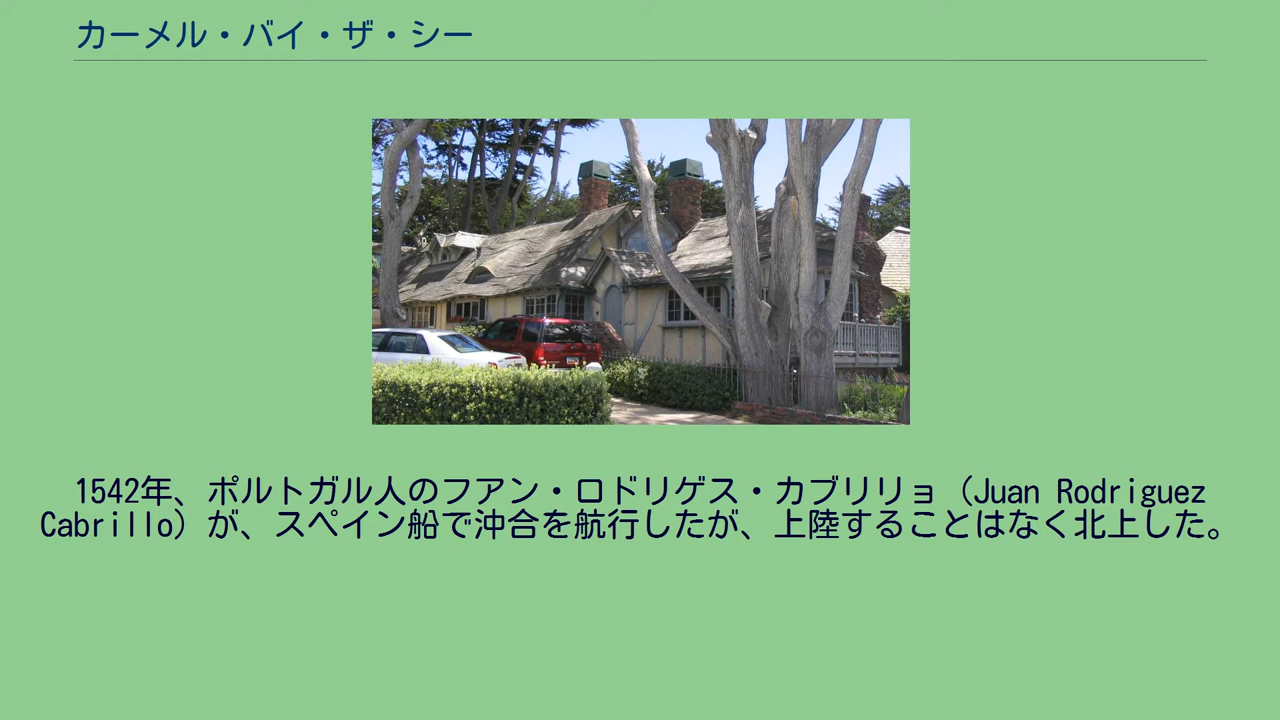 カーメル・バイ・ザ・シー
1542年、ポルトガル人のフアン・ロドリゲス・カブリリョ（Juan Rodriguez
Cabrillo）が、スペイン船で沖合を航行したが、上陸することはなく北上した。